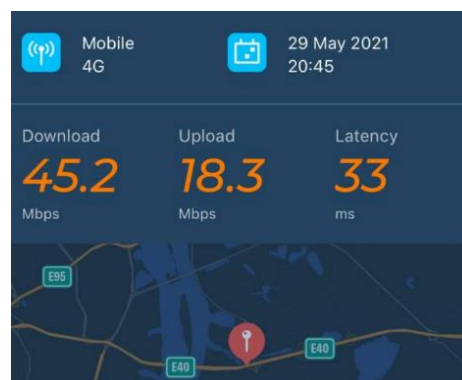 Mobile
4G
29 May 2021
20:45
Download
Upload
Latency
45.2
18.3
33
Mbps
Mbps
ms
E95
E40
E40